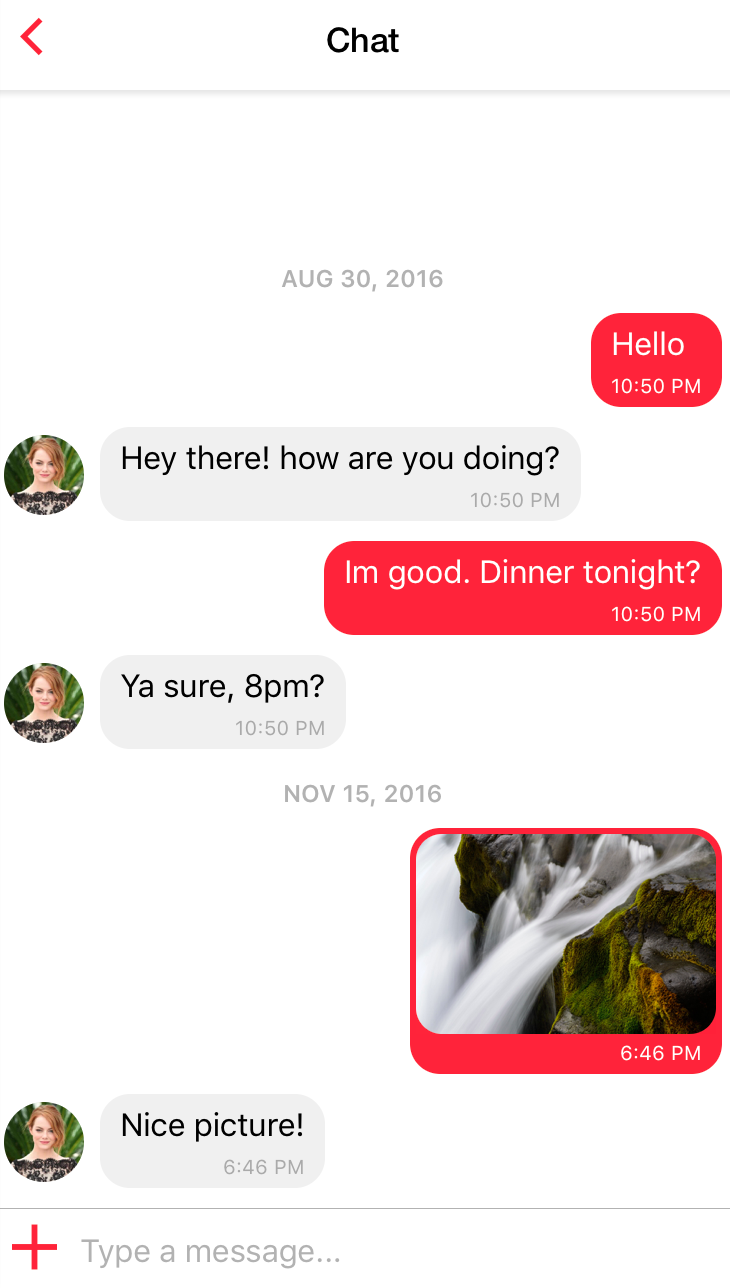 Chat
AUG 30, 2016
Hello
10:50 PM
Hey there! how are you doing?
10:50 PM
Im good. Dinner tonight?
10:50 PM
Ya sure, 8pm?
10:50 PM
NOV 15, 2016
6:46 PM
Nice picture!
6:46 PM
Type a message...